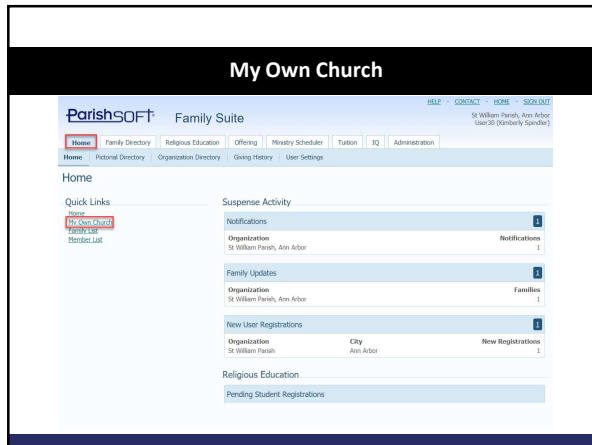 My Own Church
HELP - CONTACT - HOME - SIGN OUT
ParishSOFT Family Suite
St William Parish, Ann Arbor
User30 (Kimberly Spindler)
Home Family Directory Religious Education Offering Ministry Scheduler Tuition IQ Administration
Home Pictorial Directory Organization Directory Giving History User Settings
Home
Quick Links
Home
My Own Church
Family List
Member List
Suspense Activity
Notifications 1
Organization Notifications
St William Parish, Ann Arbor 1
Family Updates 1
Organization Families
St William Parish, Ann Arbor 1
New User Registrations 1
Organization City New Registrations
St William Parish Ann Arbor 1
Religious Education
Pending Student Registrations